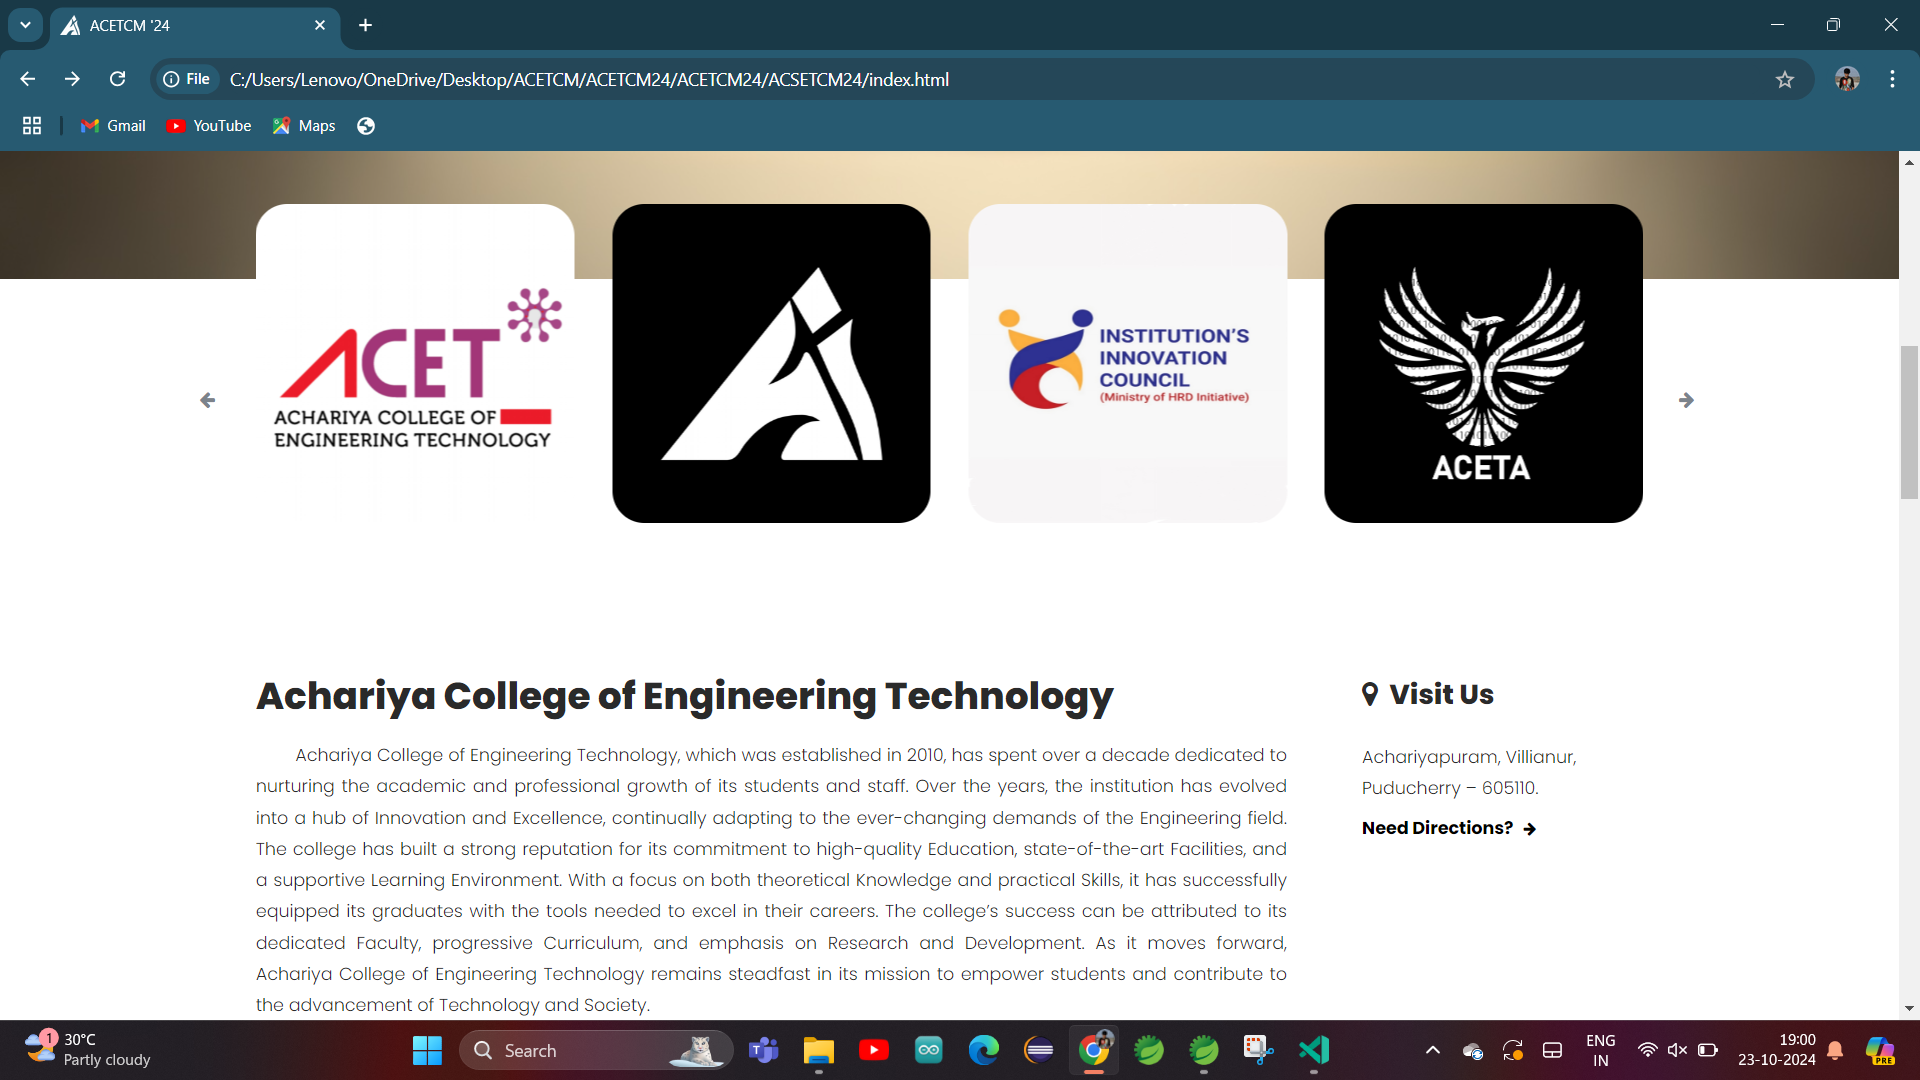 ACETCM '24
File
C:/Users/Lenovo/OneDrive/Desktop/ACETCM/ACETCM24/ACETCM24/ACSETCM24/index.html
Gmail
YouTube
Maps
ACET
ACHARIYA COLLEGE OF
ENGINEERING TECHNOLOGY
INSTITUTION'S
INNOVATION
COUNCIL
(Ministry of HRD Initiative)
ACETA
Achariya College of Engineering Technology
Achariya College of Engineering Technology, which was established in 2010, has spent over a decade dedicated to
nurturing the academic and professional growth of its students and staff. Over the years, the institution has evolved
into a hub of Innovation and Excellence, continually adapting to the ever-changing demands of the Engineering field.
The college has built a strong reputation for its commitment to high-quality Education, state-of-the-art Facilities, and
a supportive Learning Environment. With a focus on both theoretical Knowledge and practical Skills, it has successfully
equipped its graduates with the tools needed to excel in their careers. The college's success can be attributed to its
dedicated Faculty, progressive Curriculum, and emphasis on Research and Development. As it moves forward,
Achariya College of Engineering Technology remains steadfast in its mission to empower students and contribute to
the advancement of Technology and Society.
Visit Us
Achariyapuram, Villianur,
Puducherry – 605110.
Need Directions?
1
30°C
Partly cloudy
Search
ENG
IN
19:00
23-10-2024
PRE